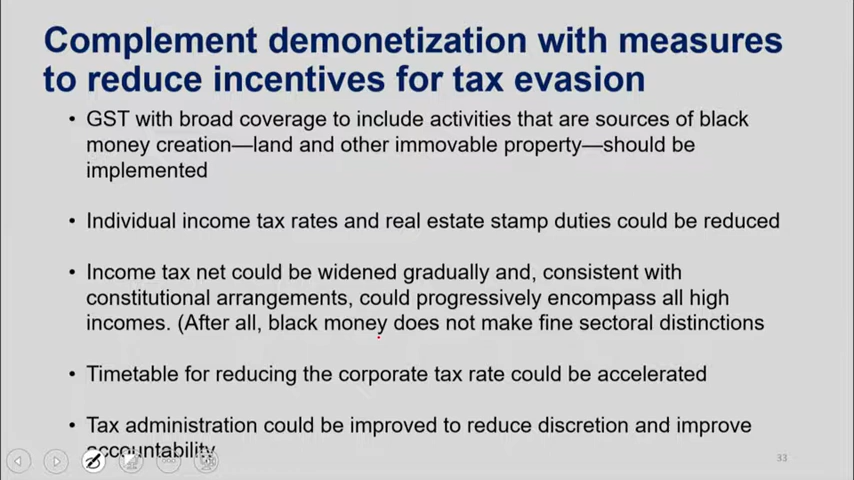 Complement demonetization with measures
to reduce incentives for tax evasion
• GST with broad coverage to include activities that are sources of black
money creation—land and other immovable property—should be
implemented
• Individual income tax rates and real estate stamp duties could be reduced
• Income tax net could be widened gradually and, consistent with
constitutional arrangements, could progressively encompass all high
incomes. (After all, black money does not make fine sectoral distinctions
• Timetable for reducing the corporate tax rate could be accelerated
• Tax administration could be improved to reduce discretion and improve
accountability
33